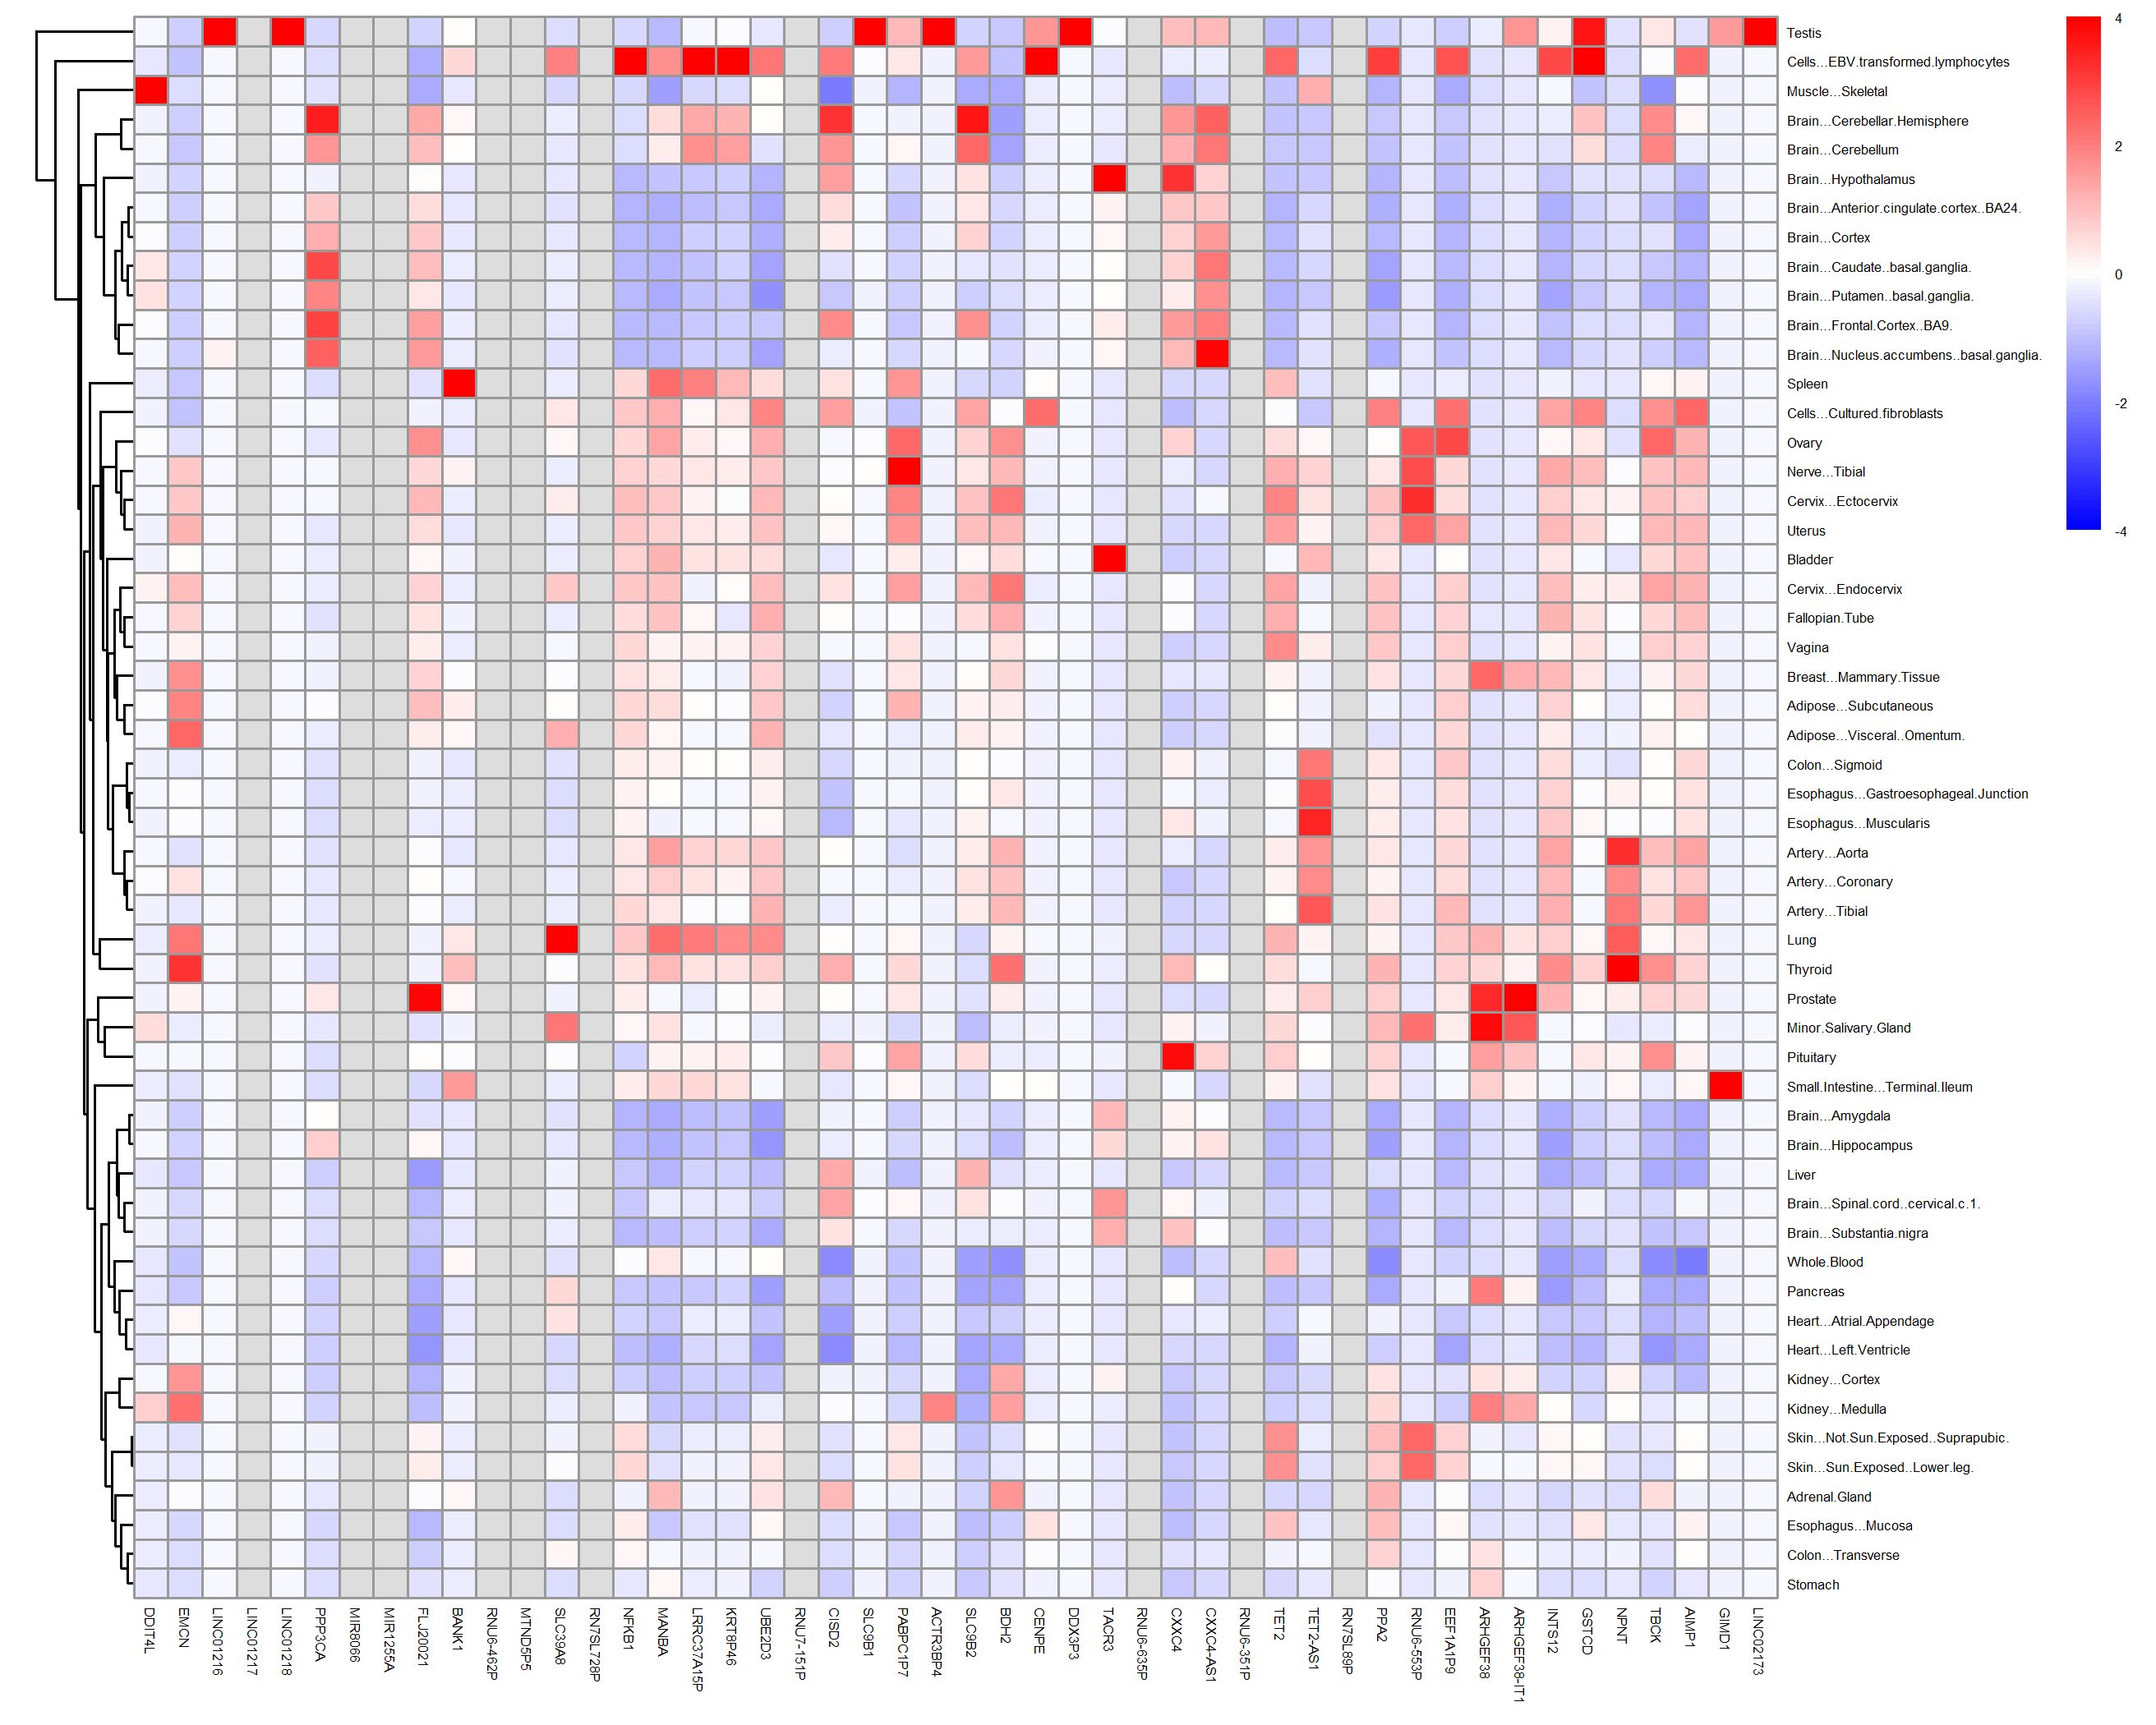 4
2
0
-2
-4
Testis
Cells...EBV.transformed.lymphocytes
Muscle...Skeletal
Brain...Cerebellar.Hemisphere
Brain...Cerebellum
Brain...Hypothalamus
Brain...Anterior.cingulate.cortex..BA24.
Brain...Cortex
Brain...Caudate..basal.ganglia.
Brain...Putamen..basal.ganglia.
Brain...Frontal.Cortex..BA9.
Brain...Nucleus.accumbens..basal.ganglia.
Spleen
Cells...Cultured.fibroblasts
Ovary
Nerve...Tibial
Cervix...Ectocervix
Uterus
Bladder
Cervix...Endocervix
Fallopian.Tube
Vagina
Breast...Mammary.Tissue
Adipose...Subcutaneous
Adipose...Visceral..Omentum.
Colon...Sigmoid
Esophagus...Gastroesophageal.Junction
Esophagus...Muscularis
Artery...Aorta
Artery...Coronary
Artery...Tibial
Lung
Thyroid
Prostate
Minor.Salivary.Gland
Pituitary
Small.Intestine...Terminal.Ileum
Brain...Amygdala
Brain...Hippocampus
Liver
Brain...Spinal.cord..cervical.c.1.
Brain...Substantia.nigra
Whole.Blood
Pancreas
Heart...Atrial.Appendage
Heart...Left.Ventricle
Kidney...Cortex
Kidney...Medulla
Skin...Not.Sun.Exposed..Suprapubic.
Skin...Sun.Exposed..Lower.leg.
Adrenal.Gland
Esophagus...Mucosa
Colon...Transverse
Stomach
DDIT4L
EMCN
LINC01216
LINC01217
LINC01218
PPP3CA
MIR8066
MIR1255A
FLJ20021
BANK1
RNU6-462P
MTND5P5
SLC39A8
RN7SL728P
NFKB1
MANBA
LRRC37A15P
KRT8P46
UBE2D3
RNU7-151P
CISD2
SLC9B1
PABPC1P7
ACTR3BP4
SLC9B2
BDH2
CENPE
DDX3P3
TACR3
RNU6-635P
CXXC4
CXXC4-AS1
RNU6-351P
TET2
TET2-AS1
RN7SL89P
PPA2
RNU6-553P
EEF1A1P9
ARHGEF38
ARHGEF38-IT1
INTS12
GSTCD
NPNT
TBCK
AIMP1
GIMD1
LINC02173